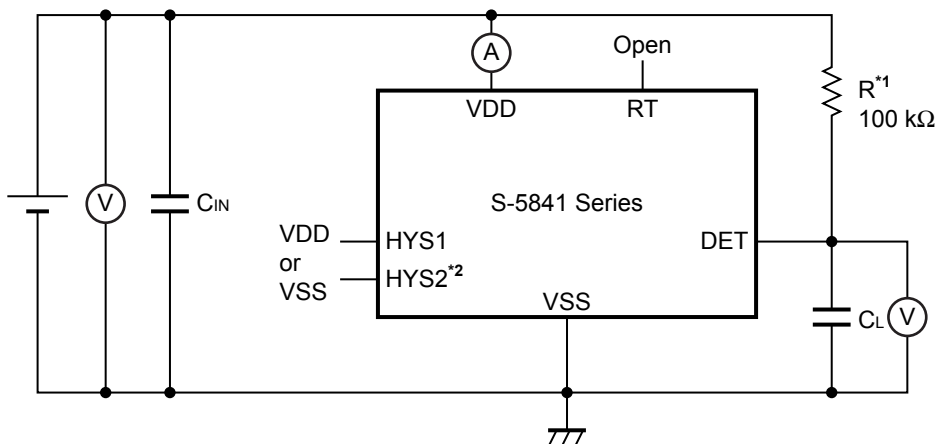 A
Open
VDD
RT
R*1
100 kΩ
V
CIN
S-5841 Series
VDD
or
VSS
HYS1
HYS2*2
DET
VSS
CL
V